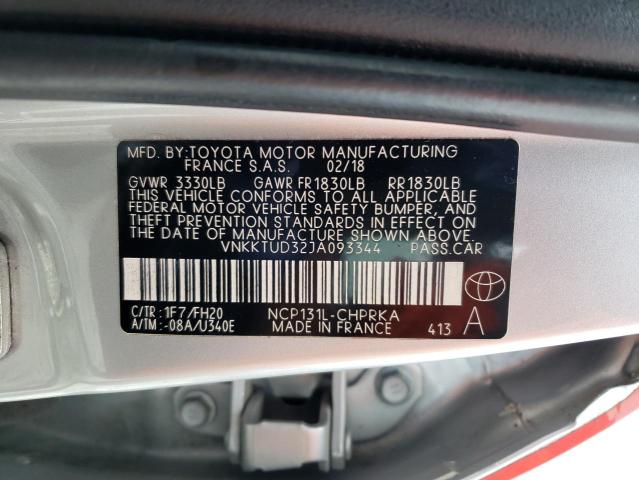 MFD. BY:TOYOTA MOTOR MANUFACTURING
FRANCE S.A.S. 02/18
GVWR 3330LB GAWR FR1830LB RR1830LB
THIS VEHICLE CONFORMS TO ALL APPLICABLE
FEDERAL MOTOR VEHICLE SAFETY, BUMPER, AND
THEFT PREVENTION STANDARDS IN EFFECT ON
THE DATE OF MANUFACTURE SHOWN ABOVE.
VNKKTUD32JA093344 PASS.CAR
C/TR: 1F7/FH20 NCP131L-CHPRKA
A/TM: -08A/U340E MADE IN FRANCE 413 A